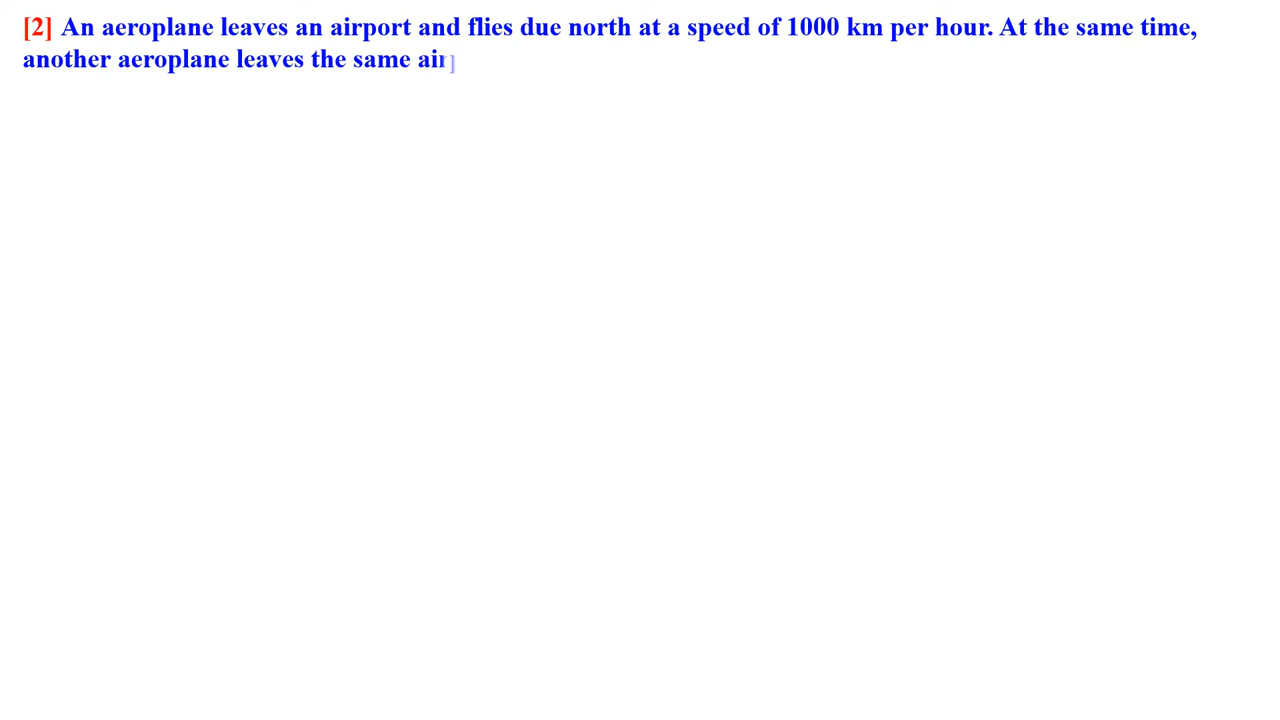 [2] An aeroplane leaves an airport and flies due north at a speed of 1000 km per hour. At the same time,
another aeroplane leaves the same